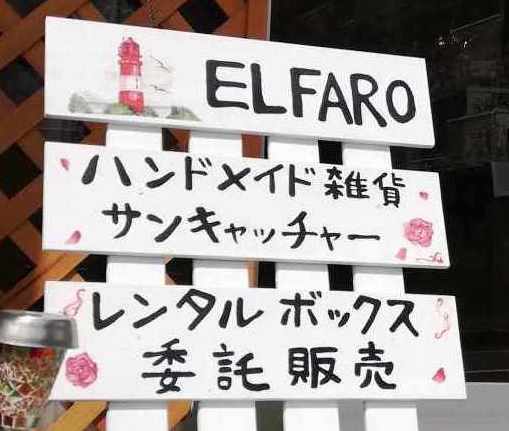 ELFARO
ハンドメイド雑貨
サンキャッチャー
レンタルボックス
委託販売